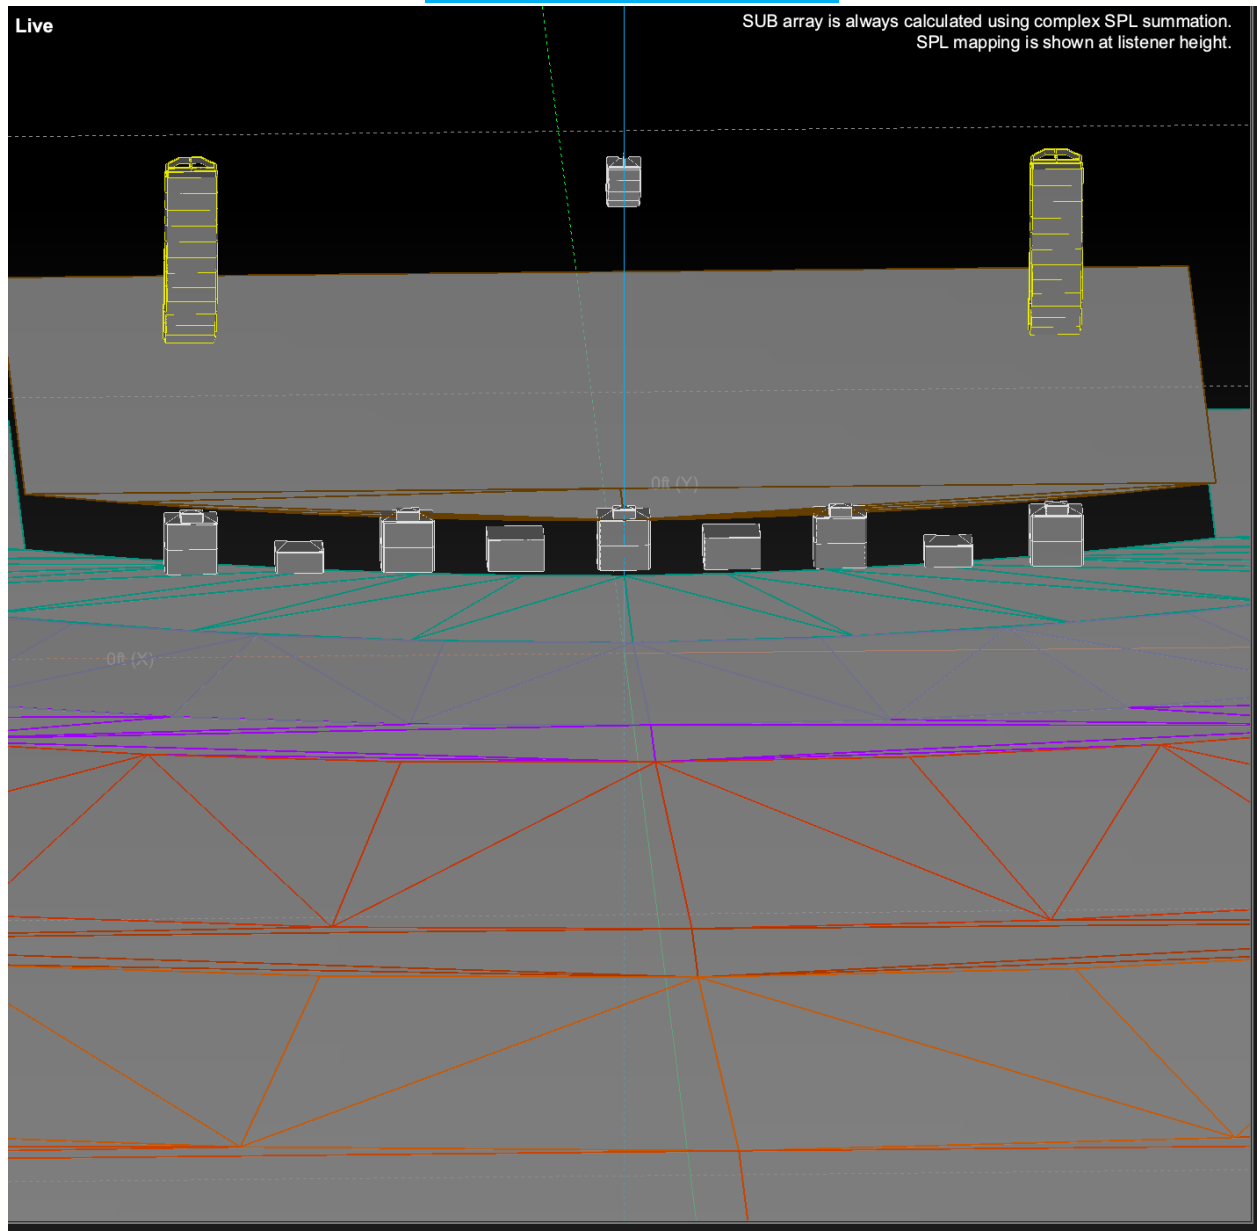 Live
SUB array is always calculated using complex SPL summation.
SPL mapping is shown at listener height.
0ft (Y)
0ft (X)